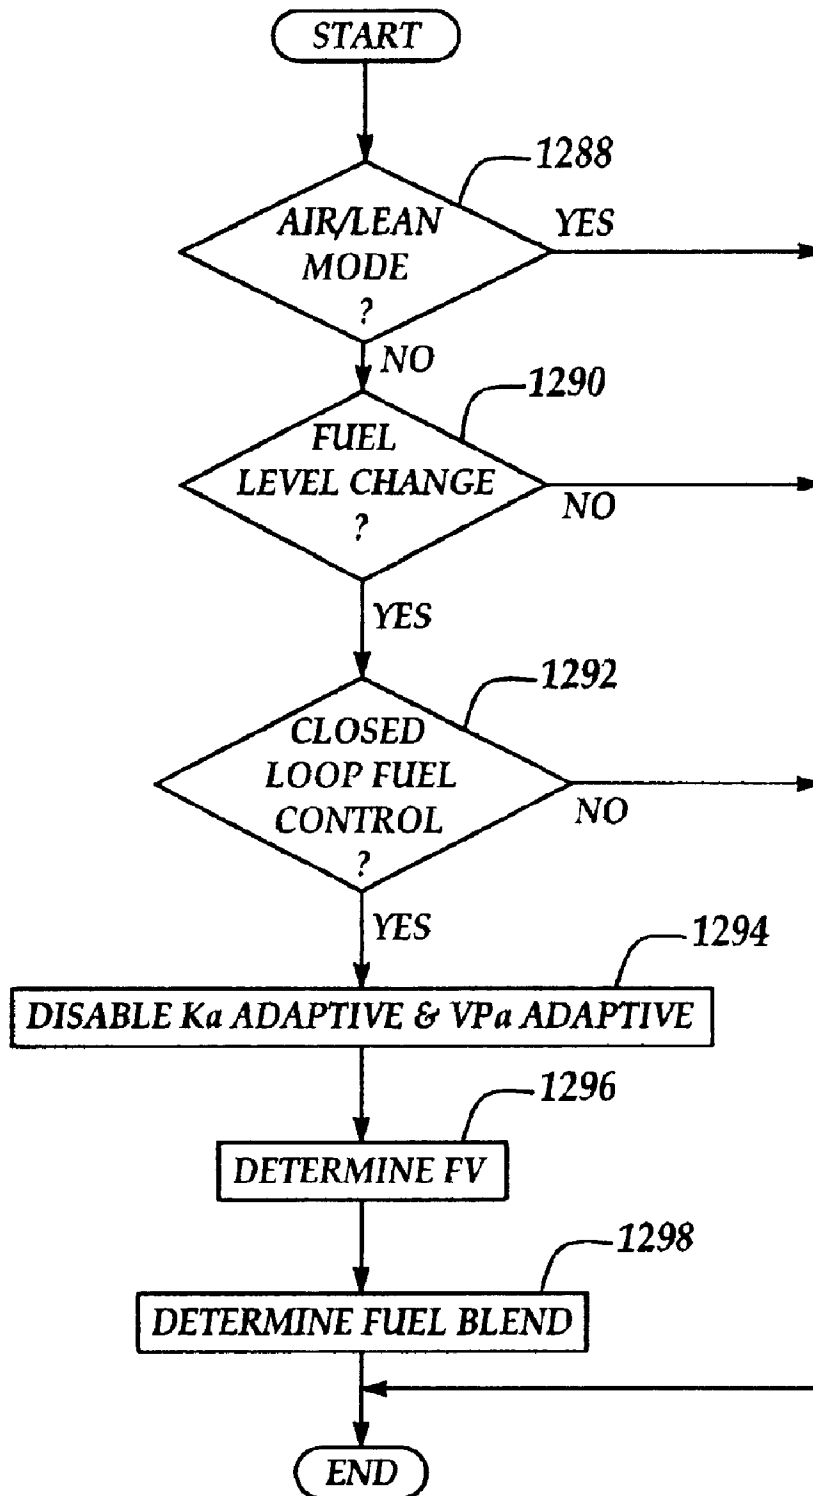 START
1288
AIR/LEAN
MODE
?
YES
NO
1290
FUEL
LEVEL CHANGE
?
NO
YES
1292
CLOSED
LOOP FUEL
CONTROL
?
NO
YES
1294
DISABLE Ka ADAPTIVE & VPa ADAPTIVE
1296
DETERMINE FV
1298
DETERMINE FUEL BLEND
END